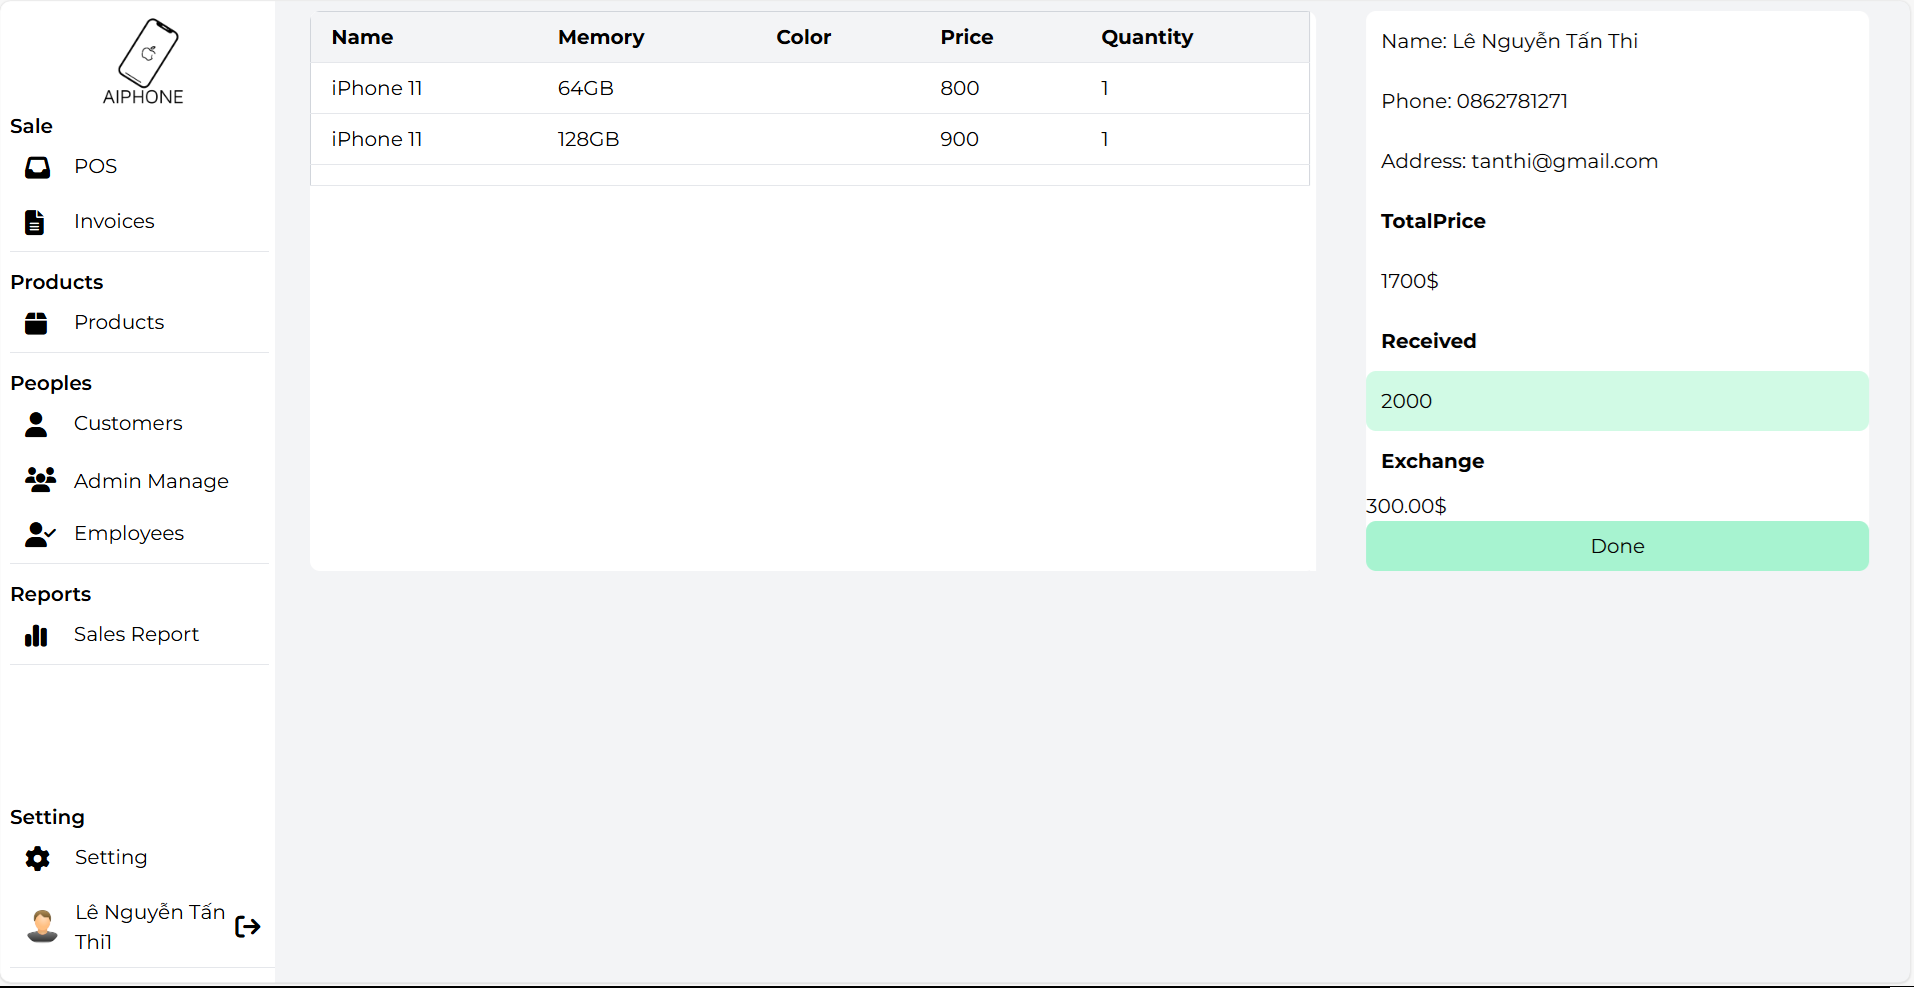 AIPHONE
Sale
POS
Invoices
Products
Products
Peoples
Customers
Admin Manage
Employees
Reports
Sales Report
Setting
Setting
Lê Nguyễn Tấn
Thi1
Name Memory Color Price Quantity
iPhone 11 64GB 800 1
iPhone 11 128GB 900 1
Name: Lê Nguyễn Tấn Thi
Phone: 0862781271
Address: tanthi@gmail.com
TotalPrice
1700$
Received
2000
Exchange
300.00$
Done